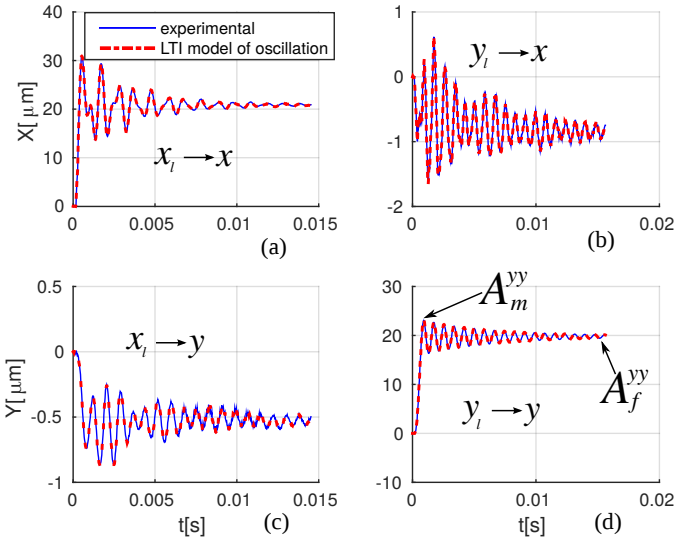 experimental
LTI model of oscillation
X[ μm]
40
30
20
10
0
0 0.005 0.01 0.015
x_l → x
(a)
1
0
-1
-2
0 0.01 0.02
y_l → x
(b)
Y[ μm]
0.5
0
-0.5
-1
0 0.005 0.01 0.015
x_l → y
t[s]
(c)
30
20
10
0
-10
0 0.01 0.02
A_m^{yy}
A_f^{yy}
y_l → y
t[s]
(d)